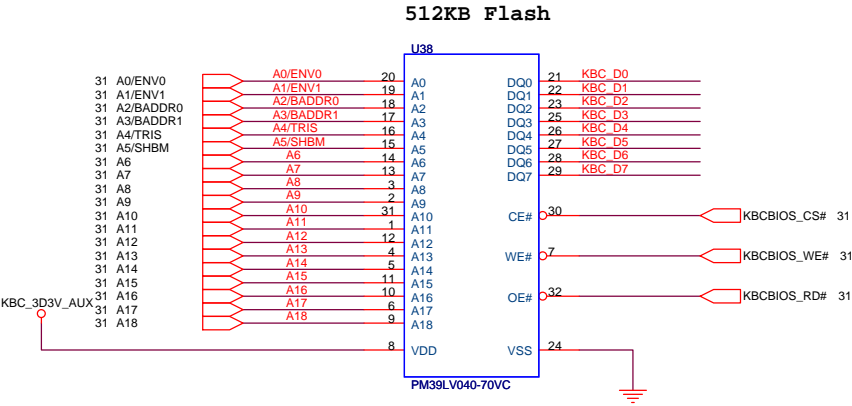 512KB Flash
U38
31 A0/ENV0 A0/ENV0 20 A0 DQ0 21 KBC_D0
31 A1/ENV1 A1/ENV1 19 A1 DQ1 22 KBC_D1
31 A2/BADDR0 A2/BADDR0 18 A2 DQ2 23 KBC_D2
31 A3/BADDR1 A3/BADDR1 17 A3 DQ3 25 KBC_D3
31 A4/TRIS A4/TRIS 16 A4 DQ4 26 KBC_D4
31 A5/SHBM A5/SHBM 15 A5 DQ5 27 KBC_D5
31 A6 A6 14 A6 DQ6 28 KBC_D6
31 A7 A7 13 A7 DQ7 29 KBC_D7
31 A8 A8 3 A8
31 A9 A9 2 A9
31 A10 A10 31 A10 CE# 30 KBCBIOS_CS# 31
31 A11 A11 1 A11
31 A12 A12 12 A12
31 A13 A13 4 A13 WE# 7 KBCBIOS_WE# 31
31 A14 A14 5 A14
31 A15 A15 11 A15
31 A16 A16 10 A16 OE# 32 KBCBIOS_RD# 31
KBC_3D3V_AUX
31 A17 A17 6 A17
31 A18 A18 9 A18
8 VDD VSS 24
PM39LV040-70VC